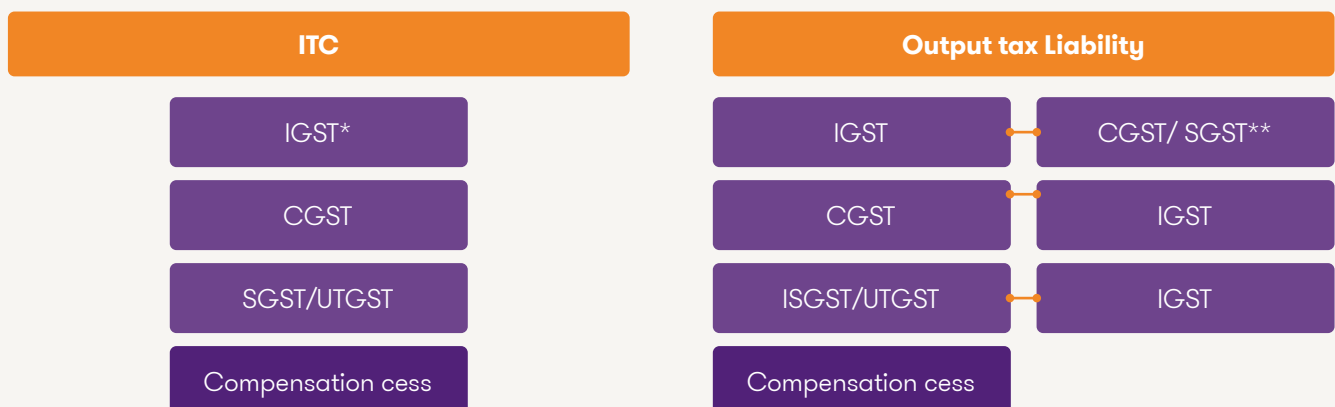 ITC
Output tax Liability
IGST*
IGST
CGST/ SGST**
CGST
CGST
IGST
SGST/UTGST
ISGST/UTGST
IGST
Compensation cess
Compensation cess